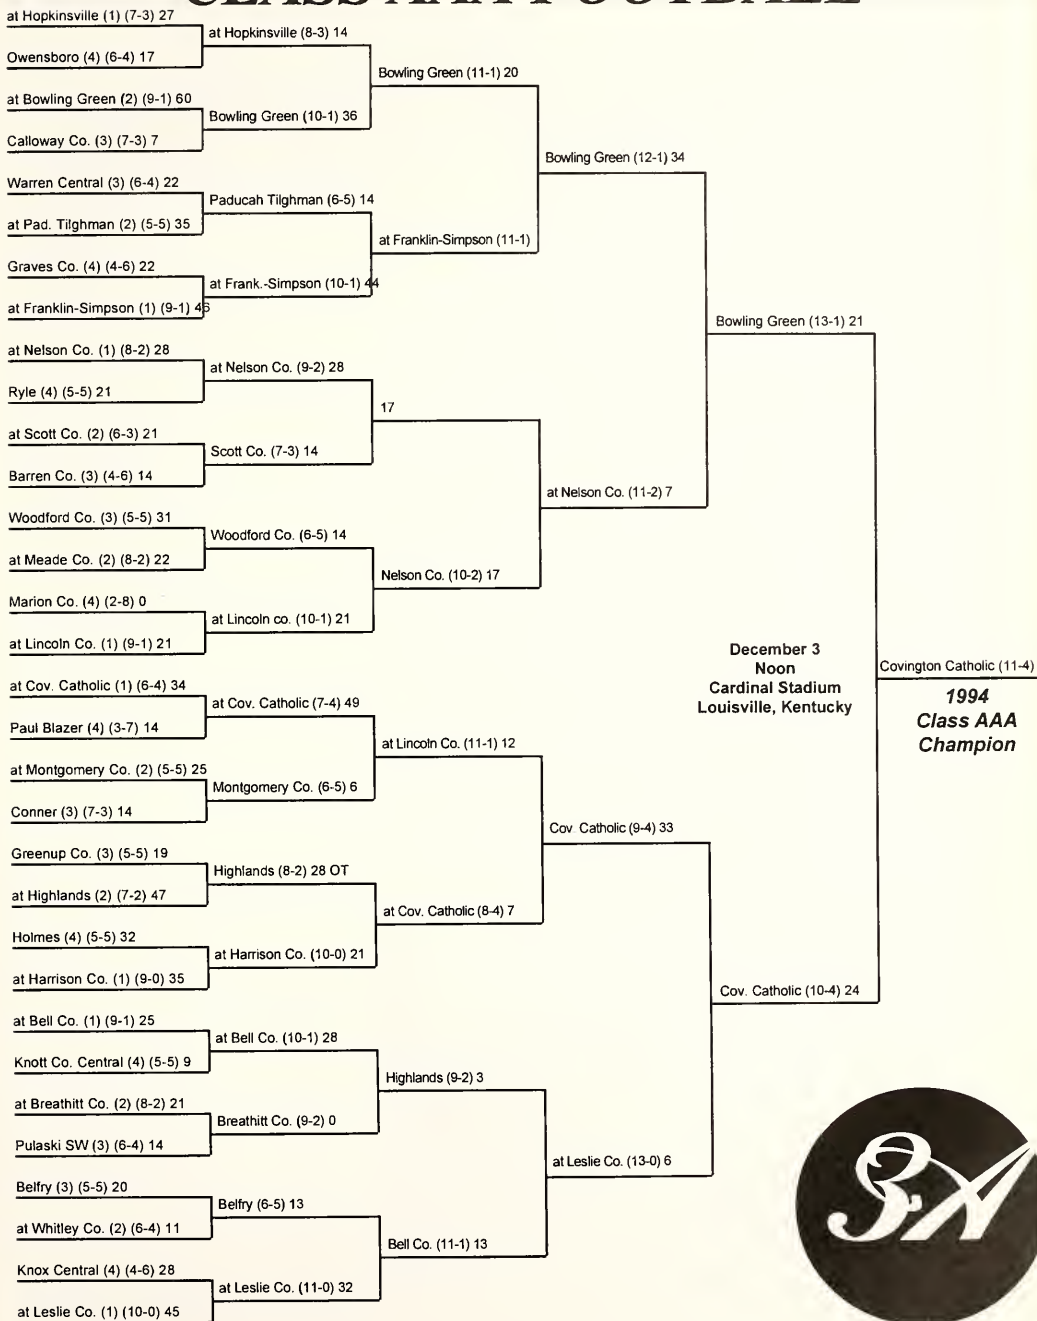 CLASS AAA FOOTBALL
at Hopkinsville (1) (7-3) 27
Owensboro (4) (6-4) 17
at Bowling Green (2) (9-1) 60
Calloway Co. (3) (7-3) 7
Warren Central (3) (6-4) 22
at Pad. Tilghman (2) (5-5) 35
Graves Co. (4) (4-6) 22
at Franklin-Simpson (1) (9-1) 46
at Nelson Co. (1) (8-2) 28
Ryle (4) (5-5) 21
at Scott Co. (2) (6-3) 21
Barren Co. (3) (4-6) 14
Woodford Co. (3) (5-5) 31
at Meade Co. (2) (8-2) 22
Marion Co. (4) (2-8) 0
at Lincoln Co. (1) (9-1) 21
at Cov. Catholic (1) (6-4) 34
Paul Blazer (4) (3-7) 14
at Montgomery Co. (2) (5-5) 25
Conner (3) (7-3) 14
Greenup Co. (3) (5-5) 19
at Highlands (2) (7-2) 47
Holmes (4) (5-5) 32
at Harrison Co. (1) (9-0) 35
at Bell Co. (1) (9-1) 25
Knott Co. Central (4) (5-5) 9
at Breathitt Co. (2) (8-2) 21
Pulaski SW (3) (6-4) 14
Belfry (3) (5-5) 20
at Whitley Co. (2) (6-4) 11
Knox Central (4) (4-6) 28
at Leslie Co. (1) (10-0) 45
at Hopkinsville (8-3) 14
Bowling Green (10-1) 36
Paducah Tilghman (6-5) 14
at Frank.-Simpson (10-1) 44
at Nelson Co. (9-2) 28
Scott Co. (7-3) 14
Woodford Co. (6-5) 14
at Lincoln co. (10-1) 21
at Cov. Catholic (7-4) 49
Montgomery Co. (6-5) 6
Highlands (8-2) 28 OT
at Harrison Co. (10-0) 21
at Bell Co. (10-1) 28
Breathitt Co. (9-2) 0
Belfry (6-5) 13
at Leslie Co. (11-0) 32
Bowling Green (11-1) 20
at Franklin-Simpson (11-1)
17
Nelson Co. (10-2) 17
at Lincoln Co. (11-1) 12
at Cov. Catholic (8-4) 7
Highlands (9-2) 3
Bell Co. (11-1) 13
Bowling Green (12-1) 34
at Nelson Co. (11-2) 7
Cov. Catholic (9-4) 33
at Leslie Co. (13-0) 6
Bowling Green (13-1) 21
Cov. Catholic (10-4) 24
December 3
Noon
Cardinal Stadium
Louisville, Kentucky
Covington Catholic (11-4)
1994
Class AAA
Champion